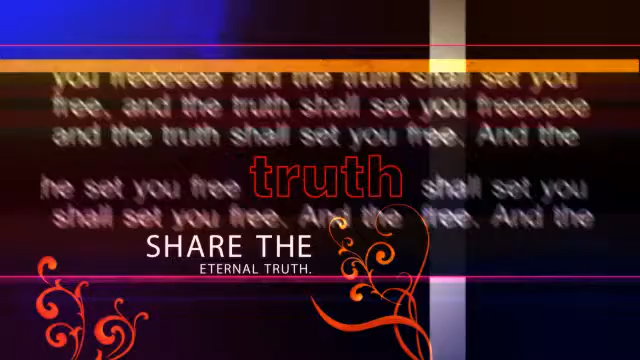 you freeeeeee and the truth shall set you
free, and the truth shall set you freeeeeee
and the truth shall set you free. And the
he set you free truth shall set you
shall set you free. And the free. And the
SHARE THE
ETERNAL TRUTH.